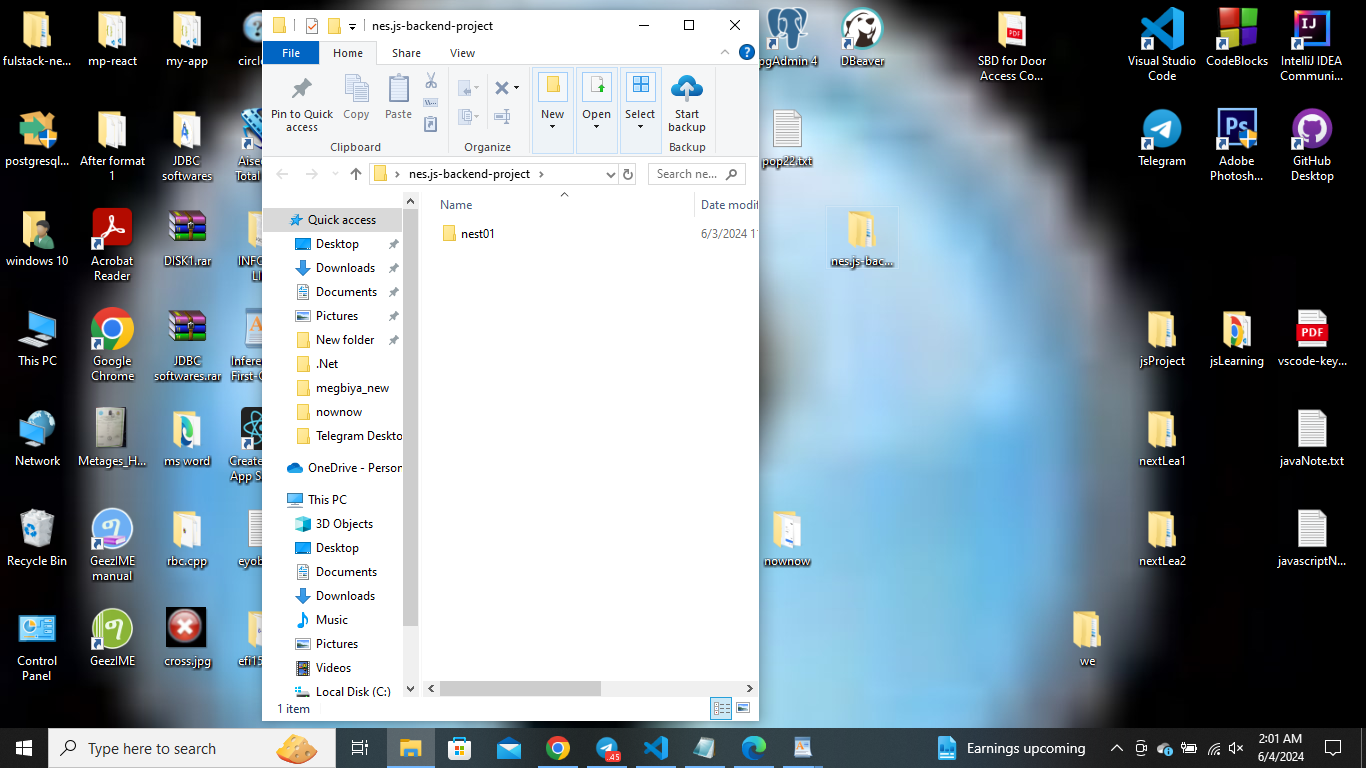 nes.js-backend-project
File
Home
Share
View
Pin to Quick
access
Copy
Paste
Clipboard
Organize
New
Open
Select
Start
backup
Backup
nes.js-backend-project
Search ne...
Name
Date modif
nest01
6/3/2024 1
Quick access
Desktop
Downloads
Documents
Pictures
New folder
.Net
megbiya_new
nownow
Telegram Deskto
OneDrive - Person
This PC
3D Objects
Desktop
Documents
Downloads
Music
Pictures
Videos
Local Disk (C:)
1 item
fulstack-ne...
mp-react
my-app
circle
pgAdmin 4
DBeaver
SBD for Door
Access Co...
PDF
Visual Studio
Code
CodeBlocks
IJ
IntelliJ IDEA
Communi...
postgresql...
After format
1
JDBC
softwares
Aise
Total
pop22.txt
Telegram
Ps
Adobe
Photosh...
GitHub
Desktop
windows 10
Acrobat
Reader
DISK1.rar
INFO
LI
nes.js-bac...
This PC
Google
Chrome
JDBC
softwares.rar
Infere
First-O
jsProject
jsLearning
PDF
vscode-key...
Network
Metages_H...
ms word
Create
App S
nextLea1
javaNote.txt
Recycle Bin
GeezIME
manual
rbc.cpp
eyob
nownow
nextLea2
javascriptN...
Control
Panel
GeezIME
cross.jpg
efi15
we
Type here to search
.45
Earnings upcoming
2:01 AM
6/4/2024